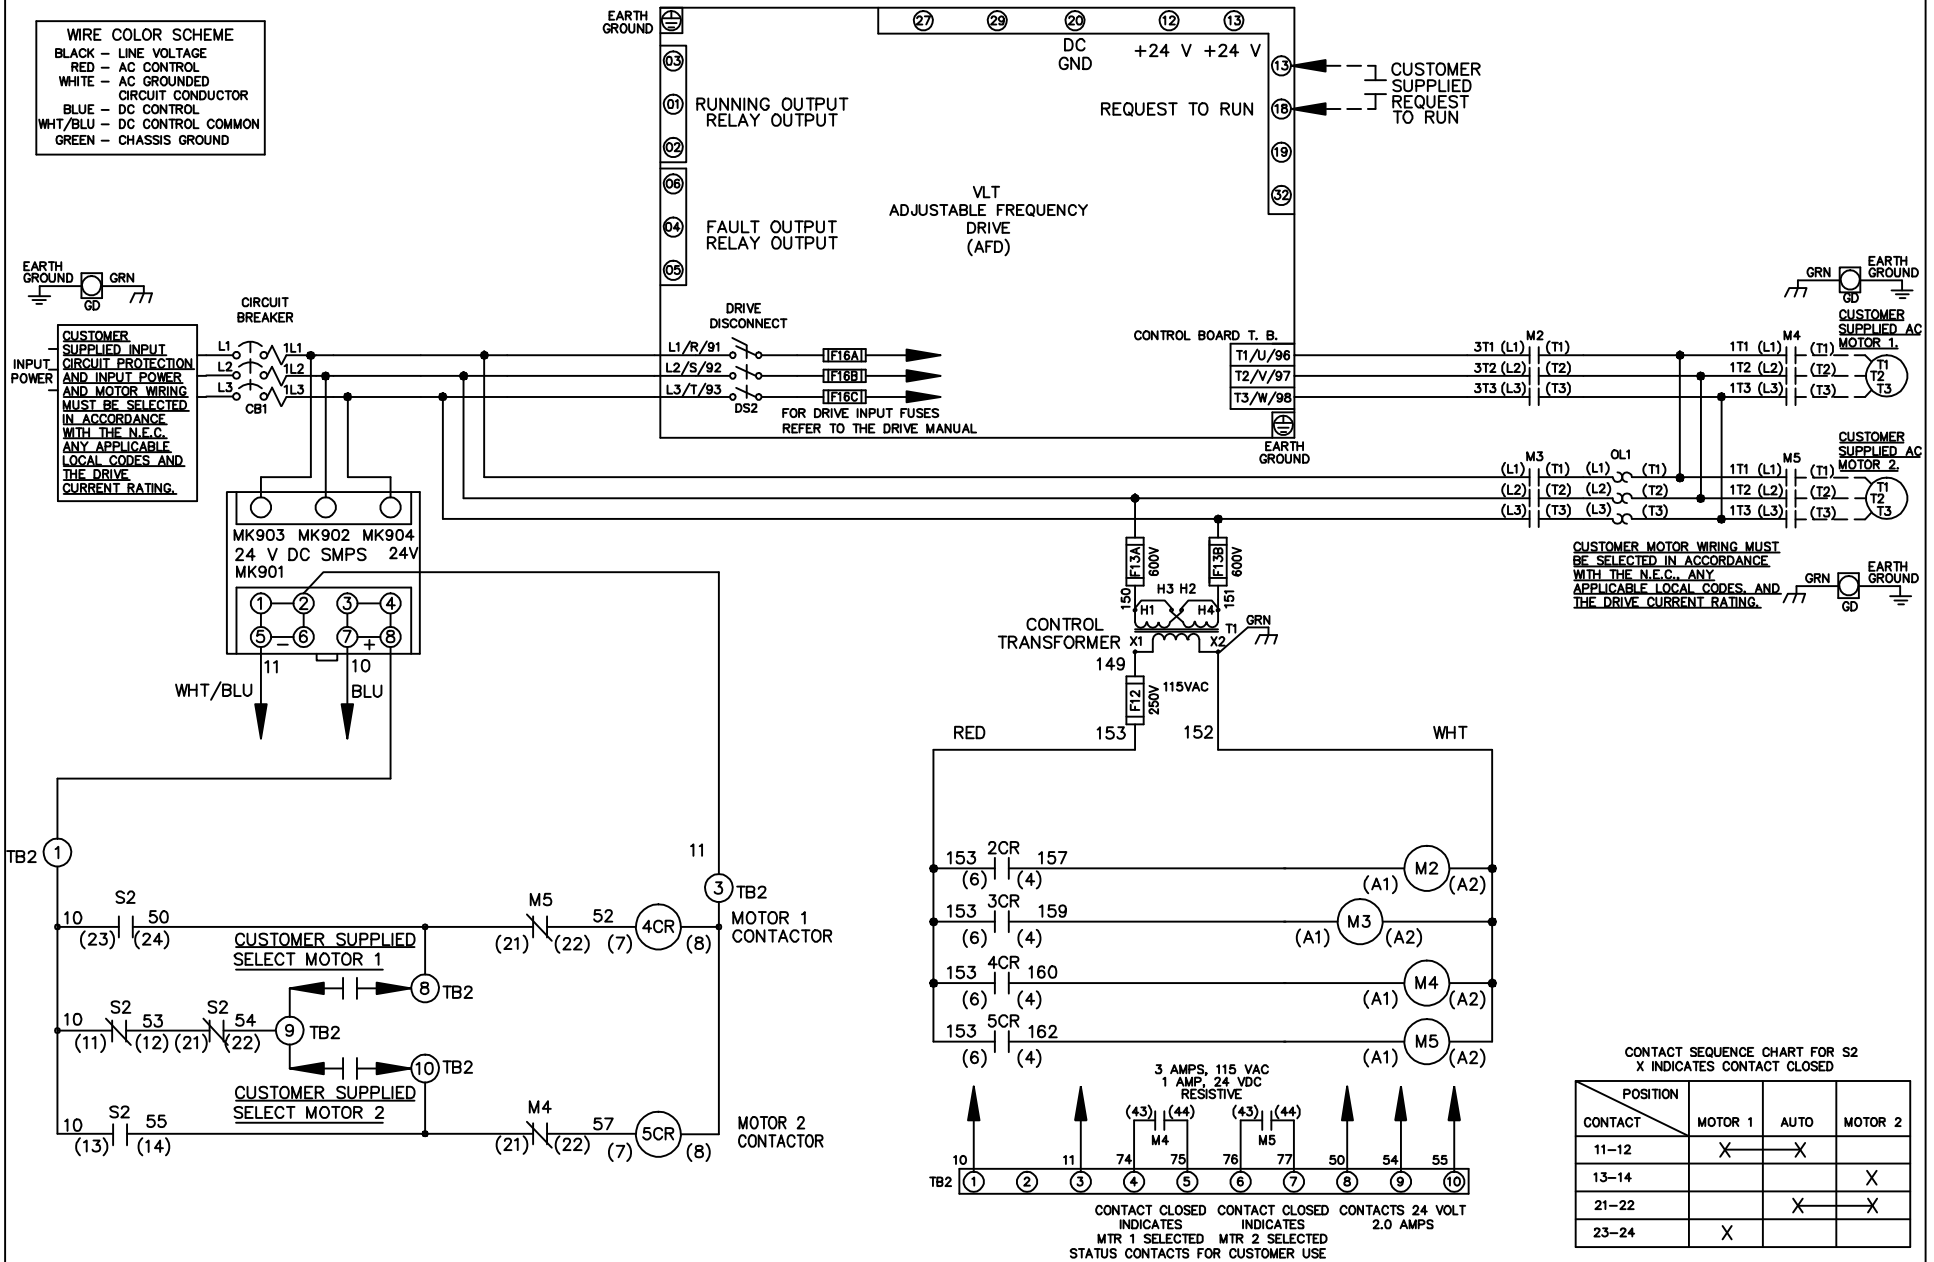 WIRE COLOR SCHEME
BLACK – LINE VOLTAGE
RED – AC CONTROL
WHITE – AC GROUNDED
CIRCUIT CONDUCTOR
BLUE – DC CONTROL
WHT/BLU – DC CONTROL COMMON
GREEN – CHASSIS GROUND
EARTH
GROUND
27 29 20 12 13
DC
GND
+24 V +24 V
03
01
02
RUNNING OUTPUT
RELAY OUTPUT
06
04
05
FAULT OUTPUT
RELAY OUTPUT
13
18
19
32
REQUEST TO RUN
CUSTOMER
SUPPLIED
REQUEST
TO RUN
VLT
ADJUSTABLE FREQUENCY
DRIVE
(AFD)
EARTH
GROUND
GRN
GD
CIRCUIT
BREAKER
INPUT
POWER
CUSTOMER
SUPPLIED INPUT
CIRCUIT PROTECTION
AND INPUT POWER
AND MOTOR WIRING
MUST BE SELECTED
IN ACCORDANCE
WITH THE N.E.C.
ANY APPLICABLE
LOCAL CODES AND
THE DRIVE
CURRENT RATING.
L1 1L1
L2 1L2
L3 1L3
CB1
DRIVE
DISCONNECT
L1/R/91 F16A
L2/S/92 F16B
L3/T/93 F16C
DS2
FOR DRIVE INPUT FUSES
REFER TO THE DRIVE MANUAL
CONTROL BOARD T. B.
T1/U/96
T2/V/97
T3/W/98
EARTH
GROUND
M2
3T1 (L1) (T1)
3T2 (L2) (T2)
3T3 (L3) (T3)
M4
1T1 (L1) (T1)
1T2 (L2) (T2)
1T3 (L3) (T3)
GRN
EARTH
GROUND
GD
CUSTOMER
SUPPLIED AC
MOTOR 1.
T1
T2
T3
M3 OL1
(L1) (T1) (L1) (T1)
(L2) (T2) (L2) (T2)
(L3) (T3) (L3) (T3)
M5
1T1 (L1) (T1)
1T2 (L2) (T2)
1T3 (L3) (T3)
CUSTOMER
SUPPLIED AC
MOTOR 2.
T1
T2
T3
CUSTOMER MOTOR WIRING MUST
BE SELECTED IN ACCORDANCE
WITH THE N.E.C., ANY
APPLICABLE LOCAL CODES, AND
THE DRIVE CURRENT RATING.
GRN
EARTH
GROUND
GD
MK903 MK902 MK904
24 V DC SMPS 24V
MK901
1 2 3 4
5 – 6 7 + 8
11 10
WHT/BLU BLU
F13A 600V
F13B 600V
150 H3 H2 151
H1 H4
CONTROL
TRANSFORMER
X1 X2 T1 GRN
149
F12 250V
115VAC
153 152
RED WHT
TB2 1
11
3 TB2
S2
10 50
(23) (24)
M5
52
(21) (22) (7) 4CR (8)
MOTOR 1
CONTACTOR
CUSTOMER SUPPLIED
SELECT MOTOR 1
8 TB2
S2 S2
10 53 54
(11) (12) (21) (22)
9 TB2
10 TB2
CUSTOMER SUPPLIED
SELECT MOTOR 2
S2
10 55
(13) (14)
M4
57
(21) (22) (7) 5CR (8)
MOTOR 2
CONTACTOR
153 2CR 157
(6) (4) (A1) M2 (A2)
153 3CR 159
(6) (4) (A1) M3 (A2)
153 4CR 160
(6) (4) (A1) M4 (A2)
153 5CR 162
(6) (4) (A1) M5 (A2)
3 AMPS, 115 VAC
1 AMP, 24 VDC
RESISTIVE
(43) (44) (43) (44)
M4 M5
10 11 74 75 76 77 50 54 55
TB2 1 2 3 4 5 6 7 8 9 10
CONTACT CLOSED
INDICATES
MTR 1 SELECTED
CONTACT CLOSED
INDICATES
MTR 2 SELECTED
CONTACTS 24 VOLT
2.0 AMPS
STATUS CONTACTS FOR CUSTOMER USE
CONTACT SEQUENCE CHART FOR S2
X INDICATES CONTACT CLOSED
POSITION
CONTACT MOTOR 1 AUTO MOTOR 2
11–12 X X
13–14 X
21–22 X X
23–24 X